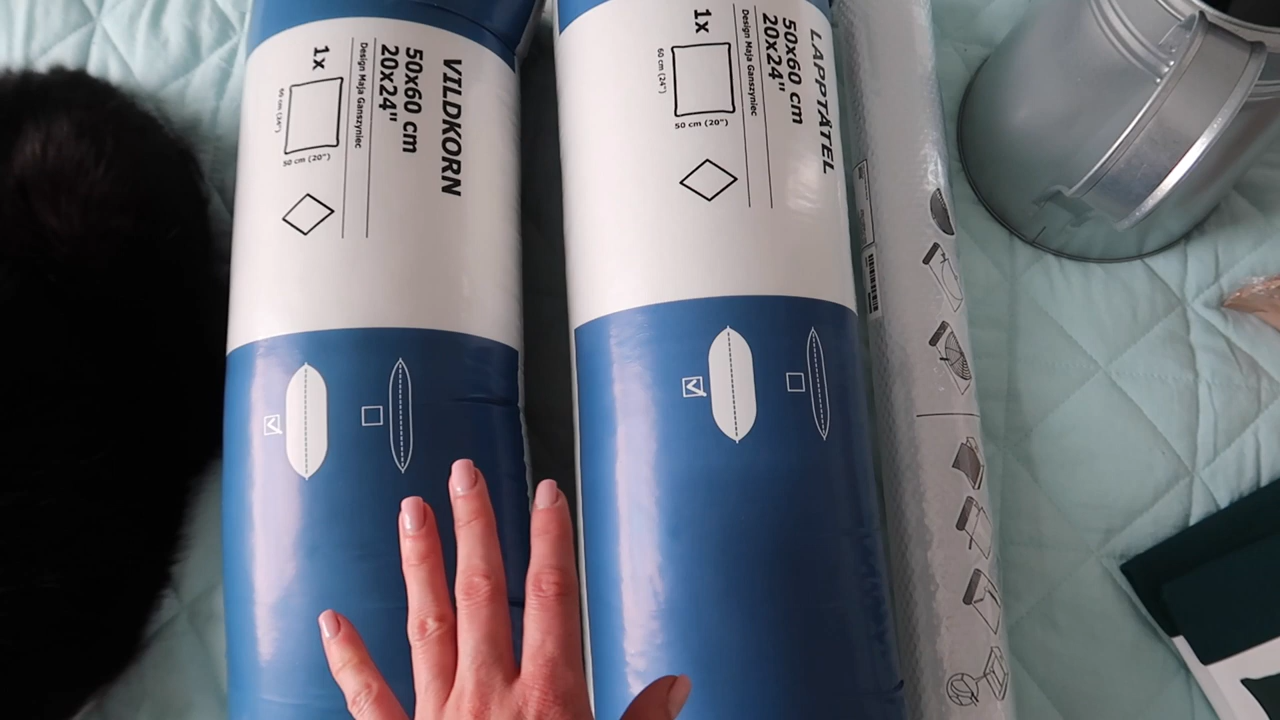 VILDKORN
50x60 cm
20x24"
Design Maja Ganszyniec
1x
60 cm (24")
50 cm (20")
LAPPTÅTEL
50x60 cm
20x24"
Design Maja Ganszyniec
1x
60 cm (24")
50 cm (20")